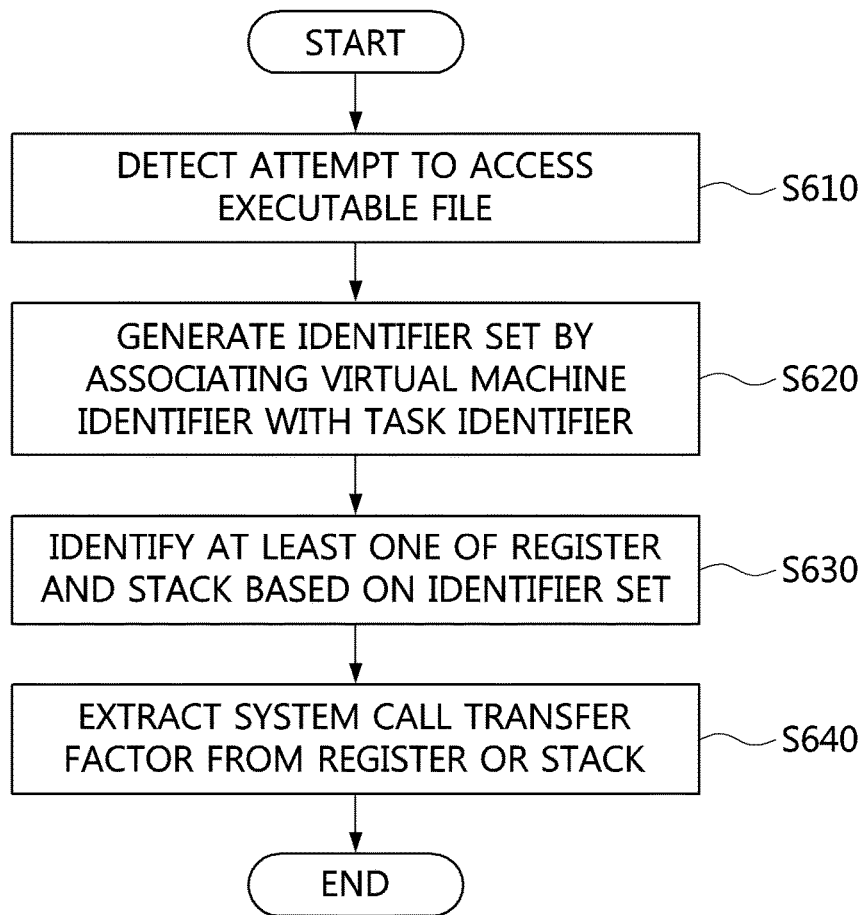 START
DETECT ATTEMPT TO ACCESS
EXECUTABLE FILE
S610
GENERATE IDENTIFIER SET BY
ASSOCIATING VIRTUAL MACHINE
IDENTIFIER WITH TASK IDENTIFIER
S620
IDENTIFY AT LEAST ONE OF REGISTER
AND STACK BASED ON IDENTIFIER SET
S630
EXTRACT SYSTEM CALL TRANSFER
FACTOR FROM REGISTER OR STACK
S640
END